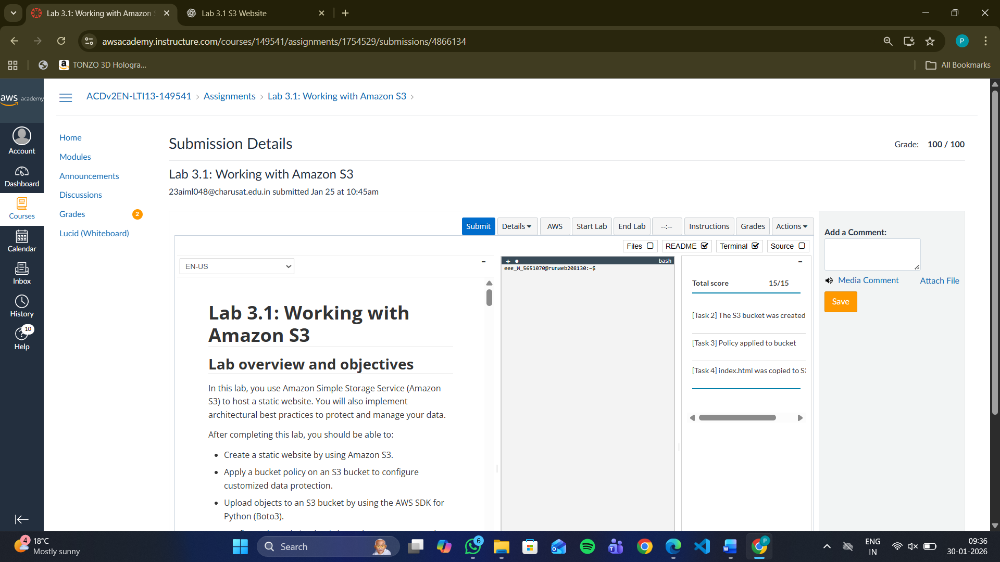 Lab 3.1: Working with Amazon S
Lab 3.1 S3 Website
awsacademy.instructure.com/courses/149541/assignments/1754529/submissions/4866134
P
TONZO 3D Hologra...
All Bookmarks
aws academy
ACDv2EN-LTI13-149541 > Assignments > Lab 3.1: Working with Amazon S3 >
Account
Dashboard
Courses
Calendar
Inbox
History
10
Help
Home
Modules
Announcements
Discussions
Grades 2
Lucid (Whiteboard)
Submission Details
Grade: 100 / 100
Lab 3.1: Working with Amazon S3
23aiml048@charusat.edu.in submitted Jan 25 at 10:45am
Submit Details AWS Start Lab End Lab --:-- Instructions Grades Actions
Files README Terminal Source
EN-US
Lab 3.1: Working with
Amazon S3
Lab overview and objectives
In this lab, you use Amazon Simple Storage Service (Amazon
S3) to host a static website. You will also implement
architectural best practices to protect and manage your data.
After completing this lab, you should be able to:
• Create a static website by using Amazon S3.
• Apply a bucket policy on an S3 bucket to configure
customized data protection.
• Upload objects to an S3 bucket by using the AWS SDK for
Python (Boto3).
bash
eee_W_5651070@runweb208130:~$
Total score 15/15
[Task 2] The S3 bucket was created
[Task 3] Policy applied to bucket
[Task 4] index.html was copied to S3
Add a Comment:
Media Comment
Attach File
Save
4
18°C
Mostly sunny
Search
6
P
ENG
IN
09:36
30-01-2026